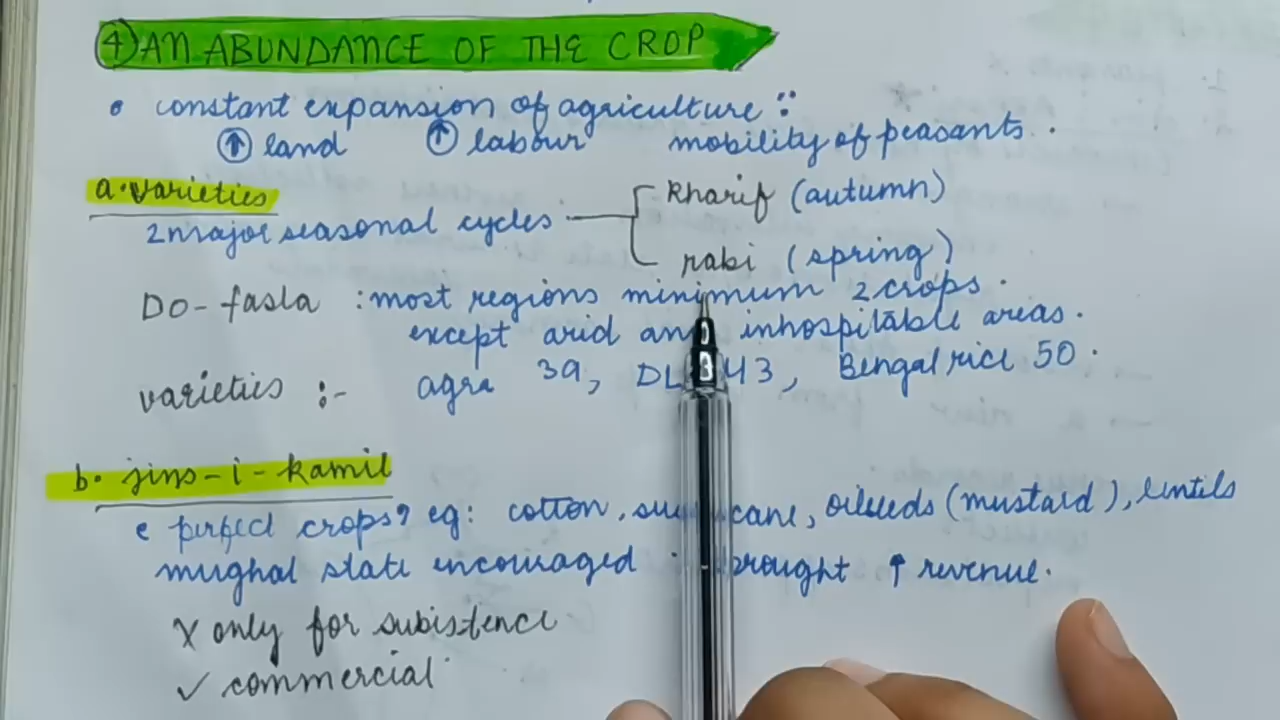 ④ AN ABUNDANCE OF THE CROP
• constant expansion of agriculture ∵
↑ land ↑ labour mobility of peasants.
a. varieties
2 major seasonal cycles
Kharif (autumn)
rabi (spring)
Do-fasla : most regions minimum 2 crops.
except arid and inhospitable areas.
varieties :- agra 39, DL 43, Bengal rice 50.
b. jins-i-kamil
perfect crops? eg: cotton, sugarcane, oilseeds (mustard), lentils
mughal state encouraged brought ↑ revenue.
x only for subsistence
✓ commercial